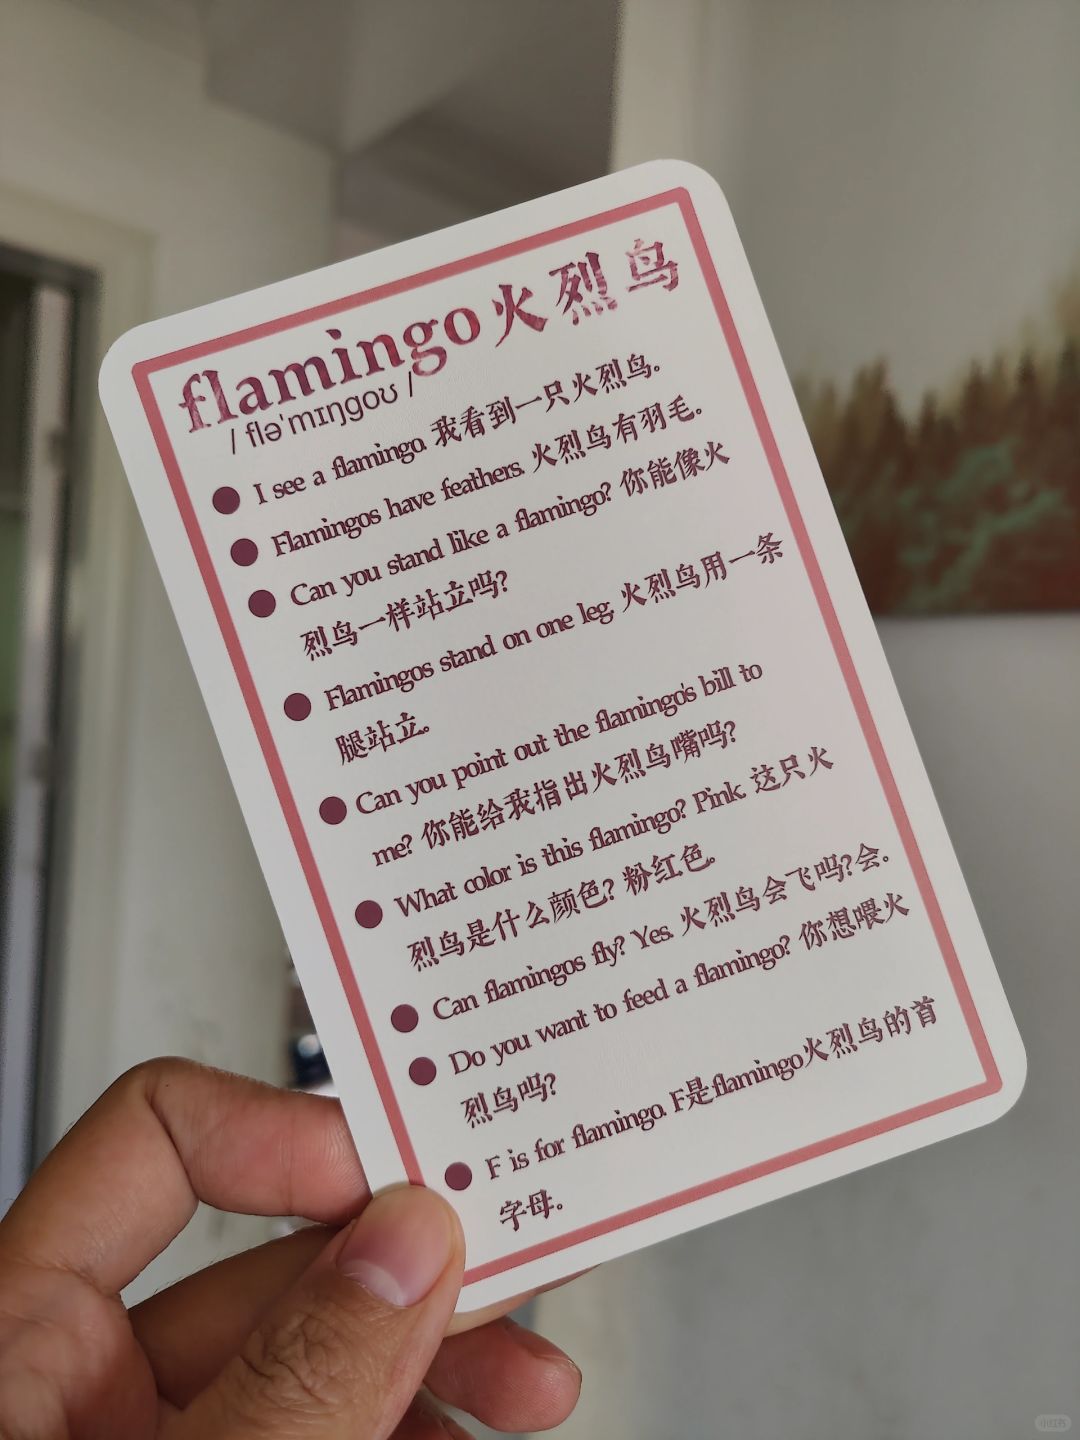 flamingo火烈鸟
/ flə'mɪŋgoʊ /
I see a flamingo. 我看到一只火烈鸟。
Flamingos have feathers. 火烈鸟有羽毛。
Can you stand like a flamingo? 你能像火
烈鸟一样站立吗?
Flamingos stand on one leg. 火烈鸟用一条
腿站立。
Can you point out the flamingo's bill to
me? 你能给我指出火烈鸟嘴吗?
What color is this flamingo? Pink. 这只火
烈鸟是什么颜色? 粉红色。
Can flamingos fly? Yes. 火烈鸟会飞吗?会。
Do you want to feed a flamingo? 你想喂火
烈鸟吗?
F is for flamingo. F是flamingo火烈鸟的首
字母。
小红书